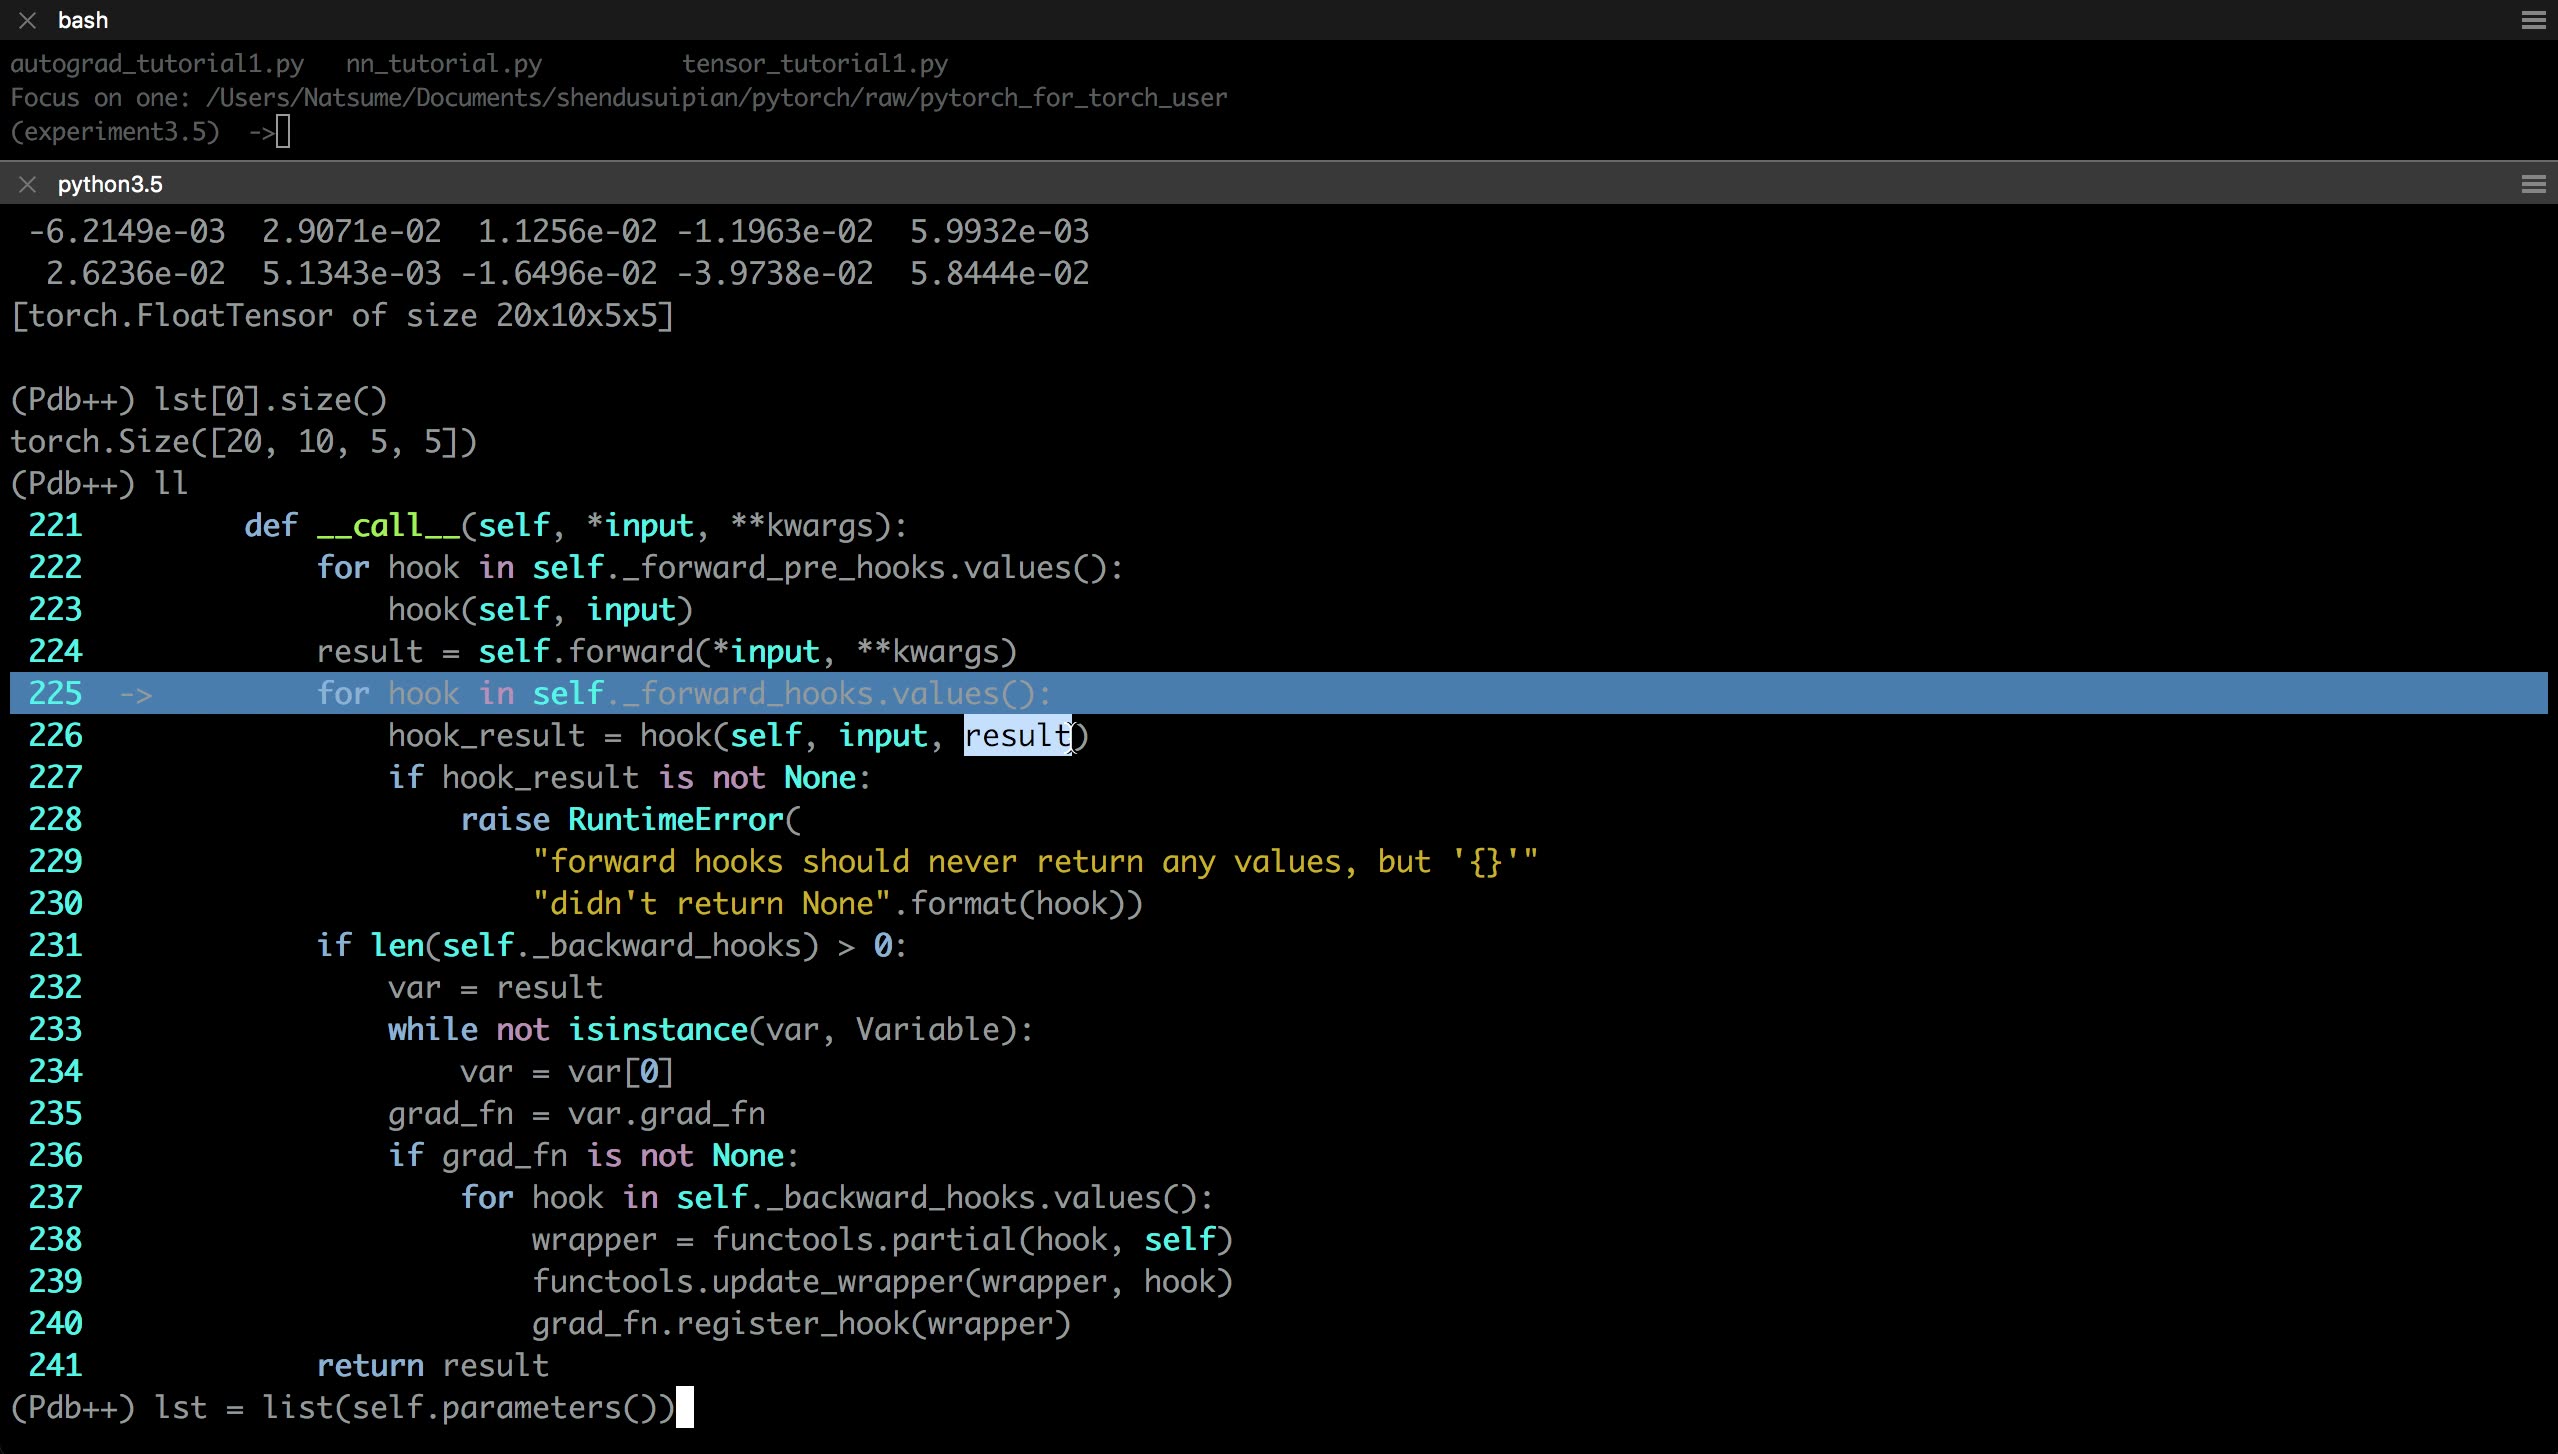 bash
autograd_tutorial1.py   nn_tutorial.py          tensor_tutorial1.py
Focus on one: /Users/Natsume/Documents/shendusuipian/pytorch/raw/pytorch_for_torch_user
(experiment3.5)  ->
python3.5
 -6.2149e-03  2.9071e-02  1.1256e-02 -1.1963e-02  5.9932e-03
  2.6236e-02  5.1343e-03 -1.6496e-02 -3.9738e-02  5.8444e-02
[torch.FloatTensor of size 20x10x5x5]
(Pdb++) lst[0].size()
torch.Size([20, 10, 5, 5])
(Pdb++) ll
 221         def __call__(self, *input, **kwargs):
 222             for hook in self._forward_pre_hooks.values():
 223                 hook(self, input)
 224             result = self.forward(*input, **kwargs)
 225  ->         for hook in self._forward_hooks.values():
 226                 hook_result = hook(self, input, result)
 227                 if hook_result is not None:
 228                     raise RuntimeError(
 229                         "forward hooks should never return any values, but '{}'"
 230                         "didn't return None".format(hook))
 231             if len(self._backward_hooks) > 0:
 232                 var = result
 233                 while not isinstance(var, Variable):
 234                     var = var[0]
 235                 grad_fn = var.grad_fn
 236                 if grad_fn is not None:
 237                     for hook in self._backward_hooks.values():
 238                         wrapper = functools.partial(hook, self)
 239                         functools.update_wrapper(wrapper, hook)
 240                         grad_fn.register_hook(wrapper)
 241             return result
(Pdb++) lst = list(self.parameters())